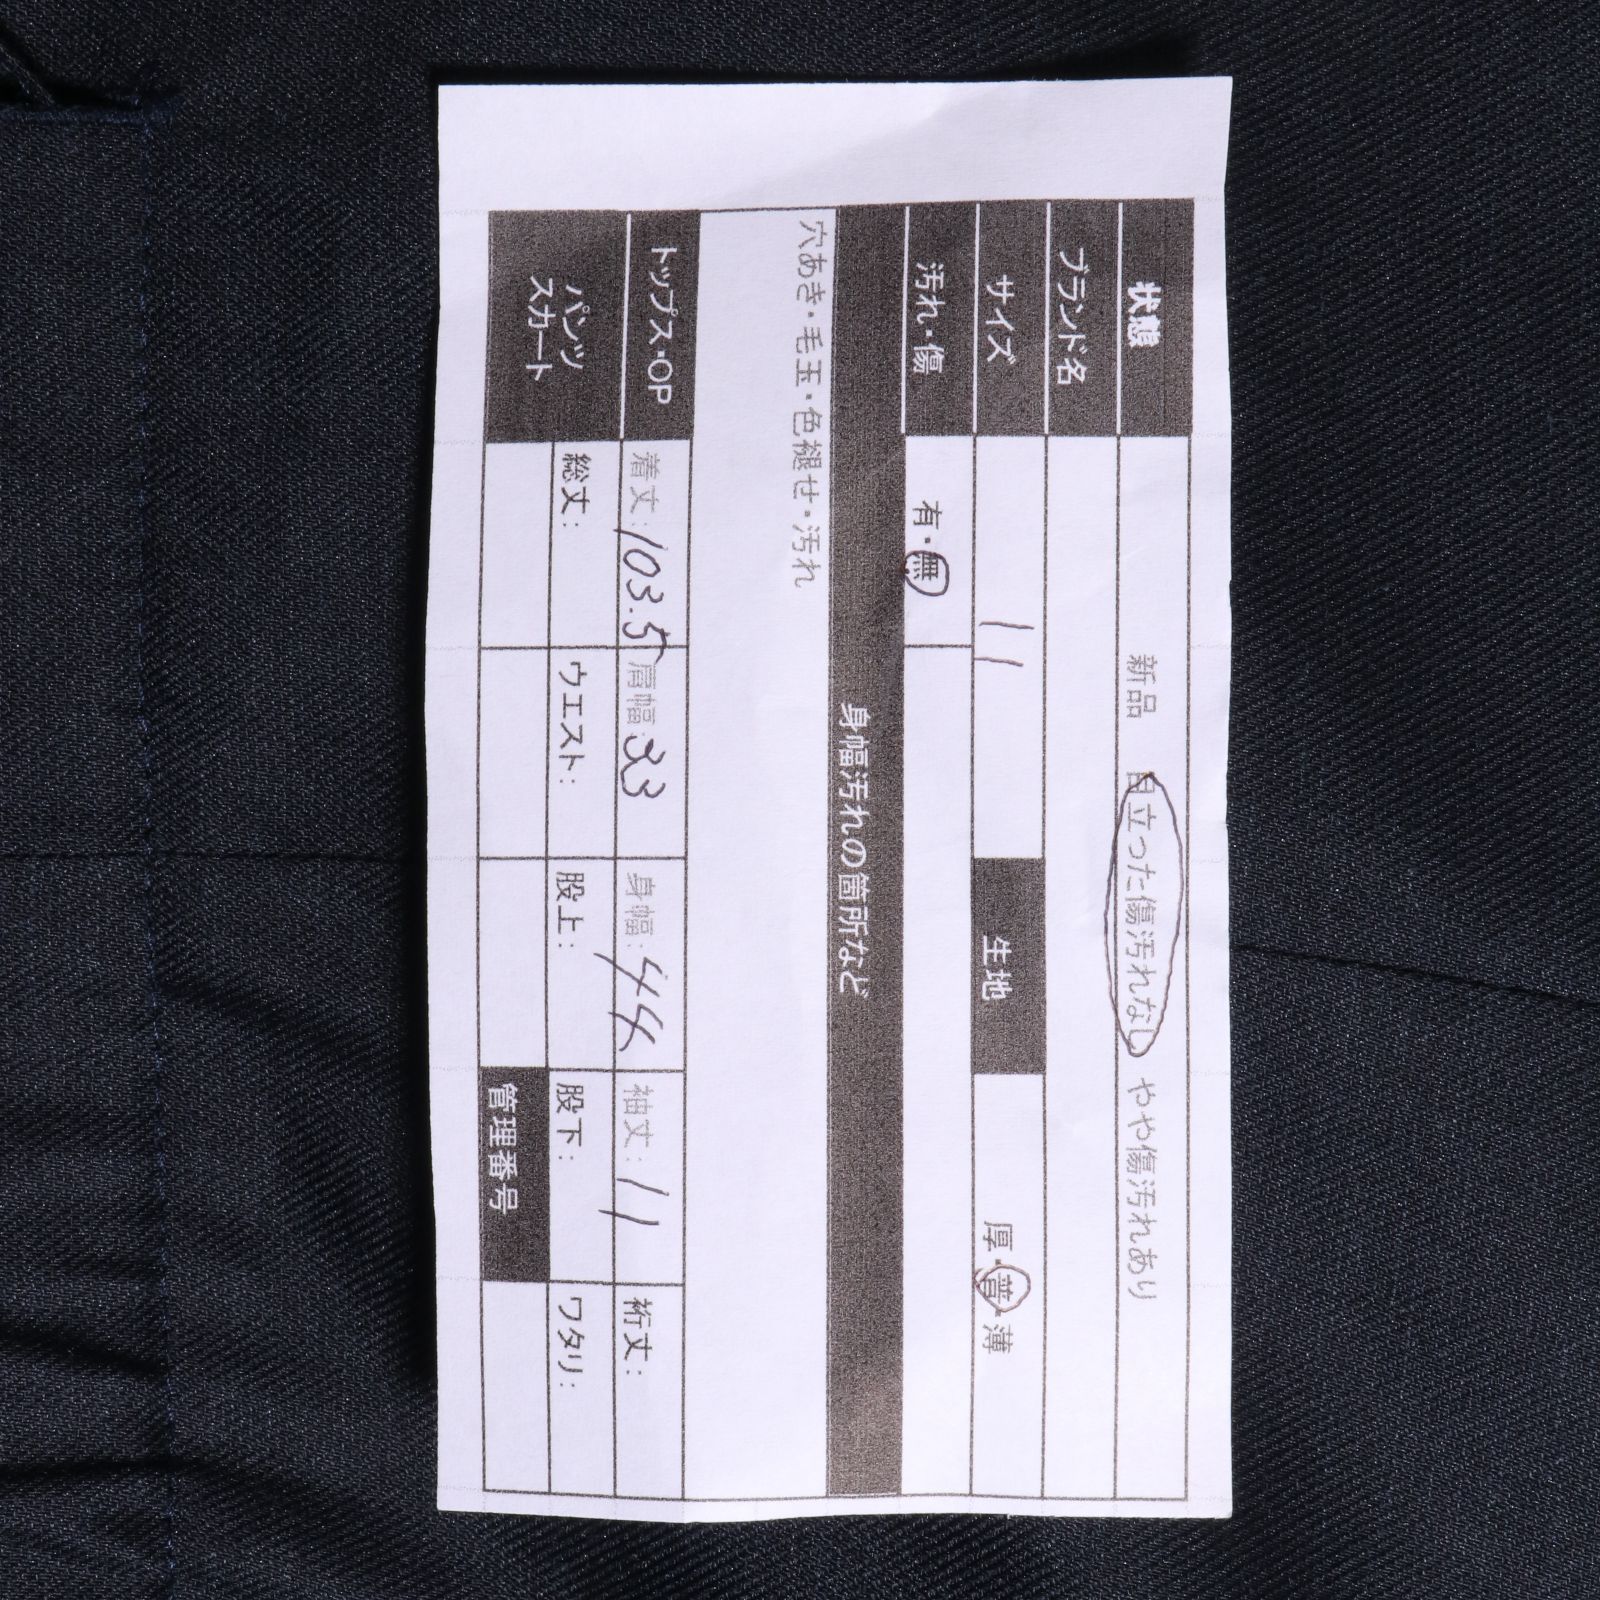 状態 新品 目立った傷汚れなし やや傷汚れあり
ブランド名
サイズ 11 生地 厚・普・薄
汚れ・傷 有・無
身幅汚れの箇所など
穴あき・毛玉・色褪せ・汚れ
トップス・OP 着丈:103.5 肩幅:33 身幅:44 袖丈:11 裄丈:
パンツ スカート 総丈: ウエスト: 股上: 股下: ワタリ:
管理番号